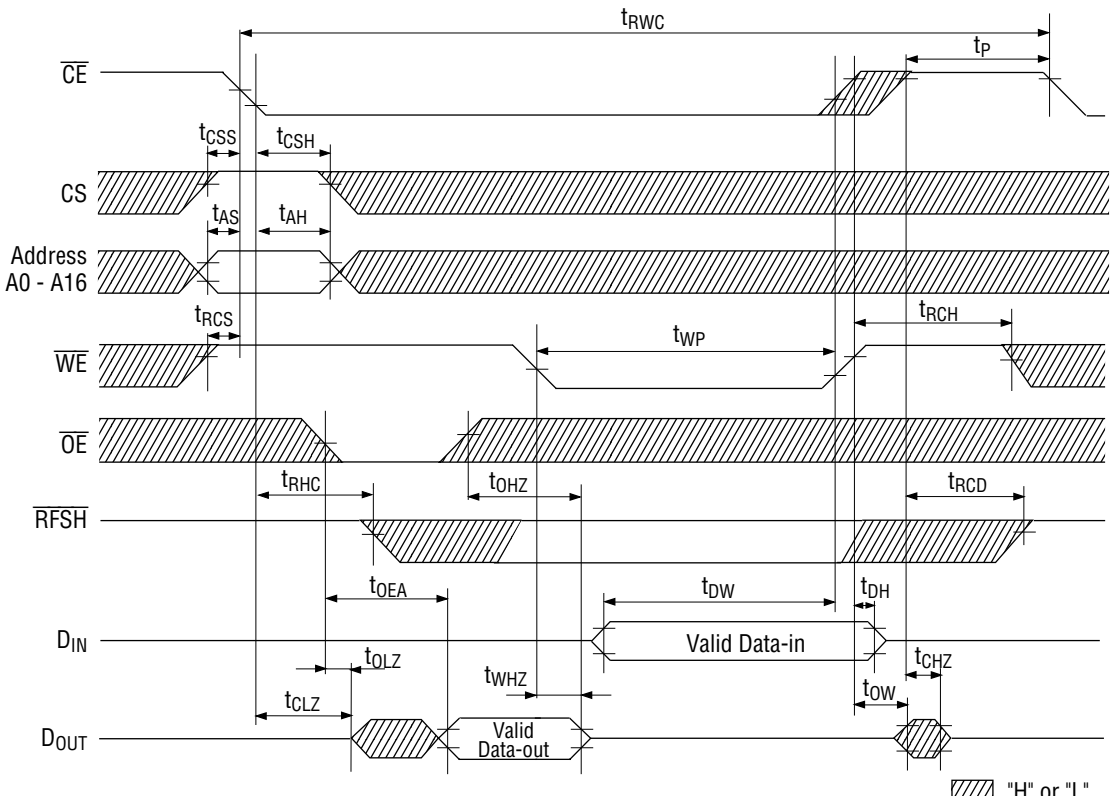 tRWC
tP
CE
tCSS
tCSH
CS
tAS
tAH
Address
A0 - A16
tRCS
tRCH
tWP
WE
OE
tRHC
tOHZ
tRCD
RFSH
tOEA
tDW
tDH
DIN
Valid Data-in
tOLZ
tWHZ
tCHZ
tOW
tCLZ
DOUT
Valid
Data-out
"H" or "L"